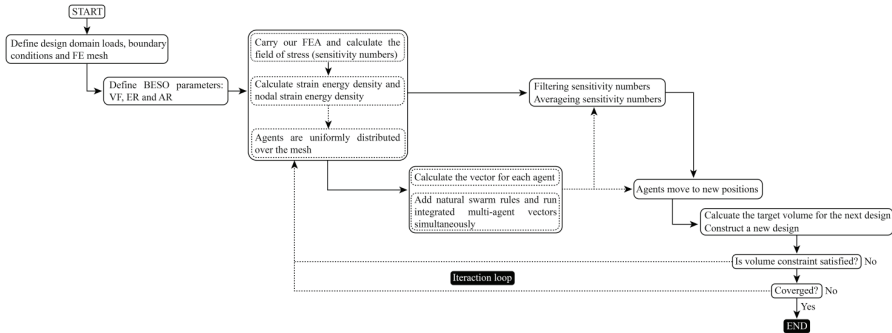 START
Define design domain loads, boundary
conditions and FE mesh
Define BESO parameters:
VF, ER and AR
Carry our FEA and calculate the
field of stress (sensitivity numbers)
Calculate strain energy density and
nodal strain energy density
Agents are uniformly distributed
over the mesh
Filtering sensitivity numbers
Averageing sensitivity numbers
Calculate the vector for each agent
Add natural swarm rules and run
integrated multi-agent vectors
simultaneously
Agents move to new positions
Calcuate the target volume for the next design
Construct a new design
Is volume constraint satisfied? No
Iteraction loop
Coverged? No
Yes
END